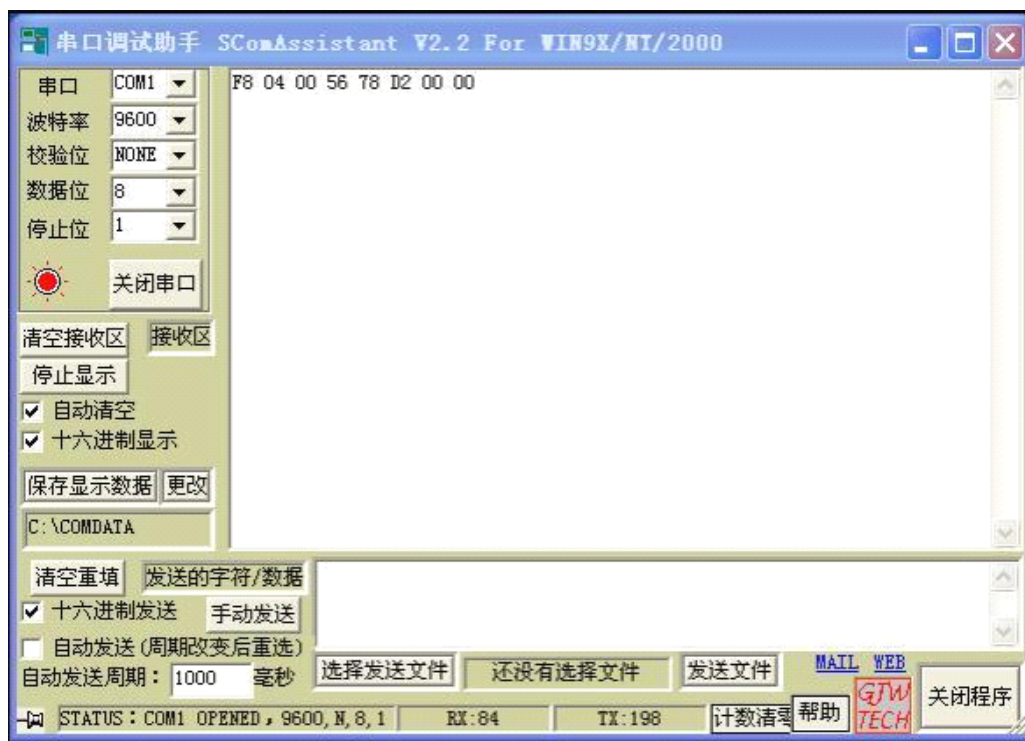 串口调试助手 SComAssistant V2.2 For WIN9X/NT/2000
串口 COM1
波特率 9600
校验位 NONE
数据位 8
停止位 1
关闭串口
F8 04 00 56 78 D2 00 00
清空接收区 接收区
停止显示
自动清空
十六进制显示
保存显示数据 更改
C:\COMDATA
清空重填 发送的字符/数据
十六进制发送 手动发送
自动发送(周期改变后重选)
自动发送周期：1000 毫秒 选择发送文件 还没有选择文件 发送文件 MAIL WEB
STATUS：COM1 OPENED，9600,N,8,1 RX:84 TX:198 计数清零 帮助 GJW TECH 关闭程序